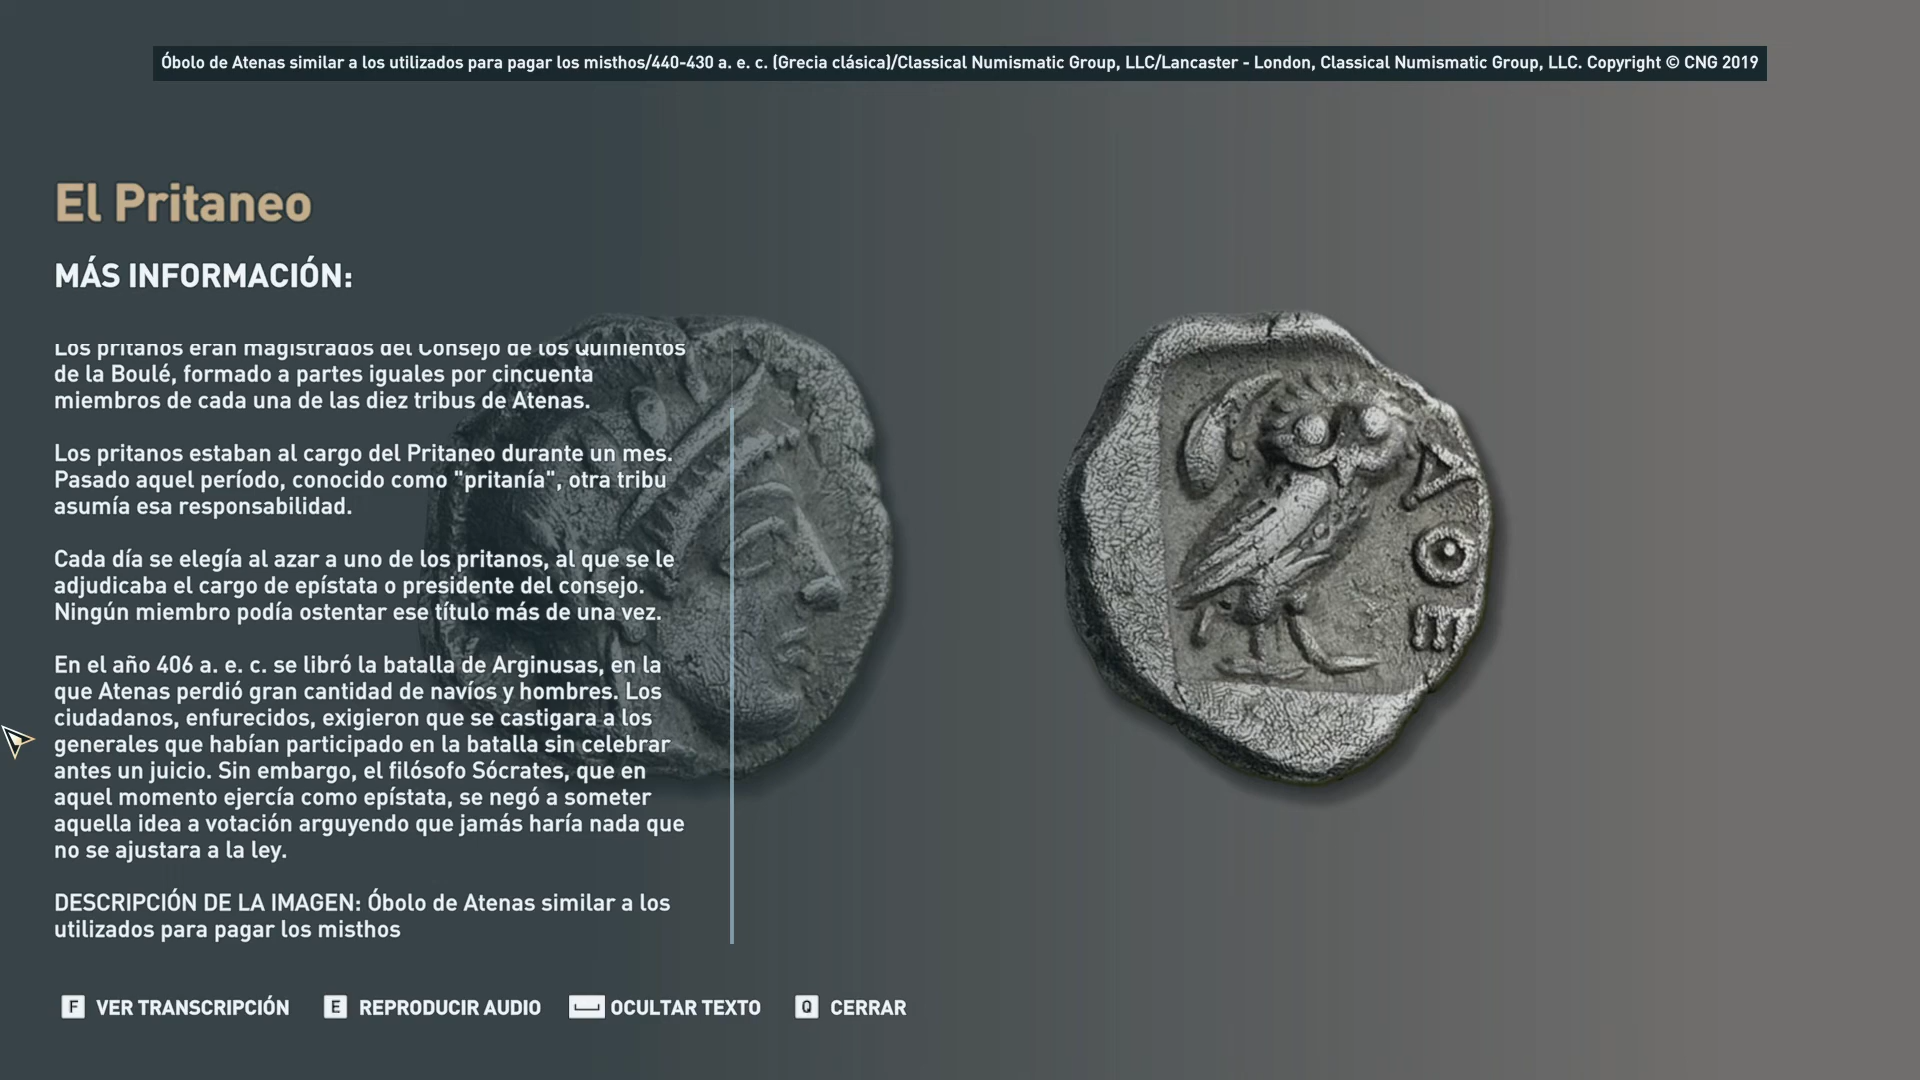 Óbolo de Atenas similar a los utilizados para pagar los misthos/440-430 a. e. c. (Grecia clásica)/Classical Numismatic Group, LLC/Lancaster - London, Classical Numismatic Group, LLC. Copyright © CNG 2019
El Pritaneo
MÁS INFORMACIÓN:
Los pritanos eran magistrados del Consejo de los Quinientos
de la Boulé, formado a partes iguales por cincuenta
miembros de cada una de las diez tribus de Atenas.
Los pritanos estaban al cargo del Pritaneo durante un mes.
Pasado aquel período, conocido como "pritanía", otra tribu
asumía esa responsabilidad.
Cada día se elegía al azar a uno de los pritanos, al que se le
adjudicaba el cargo de epístata o presidente del consejo.
Ningún miembro podía ostentar ese título más de una vez.
En el año 406 a. e. c. se libró la batalla de Arginusas, en la
que Atenas perdió gran cantidad de navíos y hombres. Los
ciudadanos, enfurecidos, exigieron que se castigara a los
generales que habían participado en la batalla sin celebrar
antes un juicio. Sin embargo, el filósofo Sócrates, que en
aquel momento ejercía como epístata, se negó a someter
aquella idea a votación arguyendo que jamás haría nada que
no se ajustara a la ley.
DESCRIPCIÓN DE LA IMAGEN: Óbolo de Atenas similar a los
utilizados para pagar los misthos
ΑΘΕ
F VER TRANSCRIPCIÓN E REPRODUCIR AUDIO OCULTAR TEXTO Q CERRAR